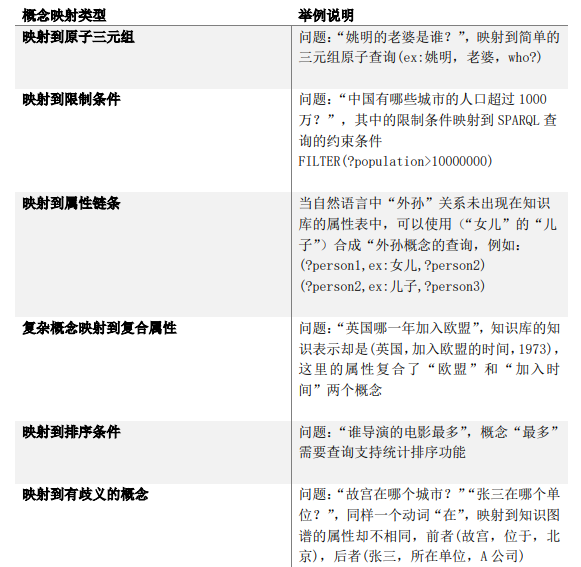 概念映射类型 举例说明
映射到原子三元组 问题：“姚明的老婆是谁？”，映射到简单的
三元组原子查询(ex:姚明，老婆，who?)
映射到限制条件 问题：“中国有哪些城市的人口超过 1000
万？”，其中的限制条件映射到 SPARQL 查
询的约束条件
FILTER(?population>10000000)
映射到属性链条 当自然语言中“外孙”关系未出现在知识
库的属性表中，可以使用（“女儿”的“儿
子”）合成“外孙概念的查询，例如：
(?person1,ex:女儿,?person2)
(?person2,ex:儿子,?person3)
复杂概念映射到复合属性 问题：“英国哪一年加入欧盟”，知识库的知
识表示却是(英国,加入欧盟的时间,1973)，
这里的属性复合了“欧盟”和“加入时
间”两个概念
映射到排序条件 问题：“谁导演的电影最多”，概念“最多”
需要查询支持统计排序功能
映射到有歧义的概念 问题：“故宫在哪个城市？”“张三在哪个单
位？”，同样一个动词“在”，映射到知识图
谱的属性却不相同，前者(故宫，位于，北
京)，后者(张三，所在单位，A 公司)